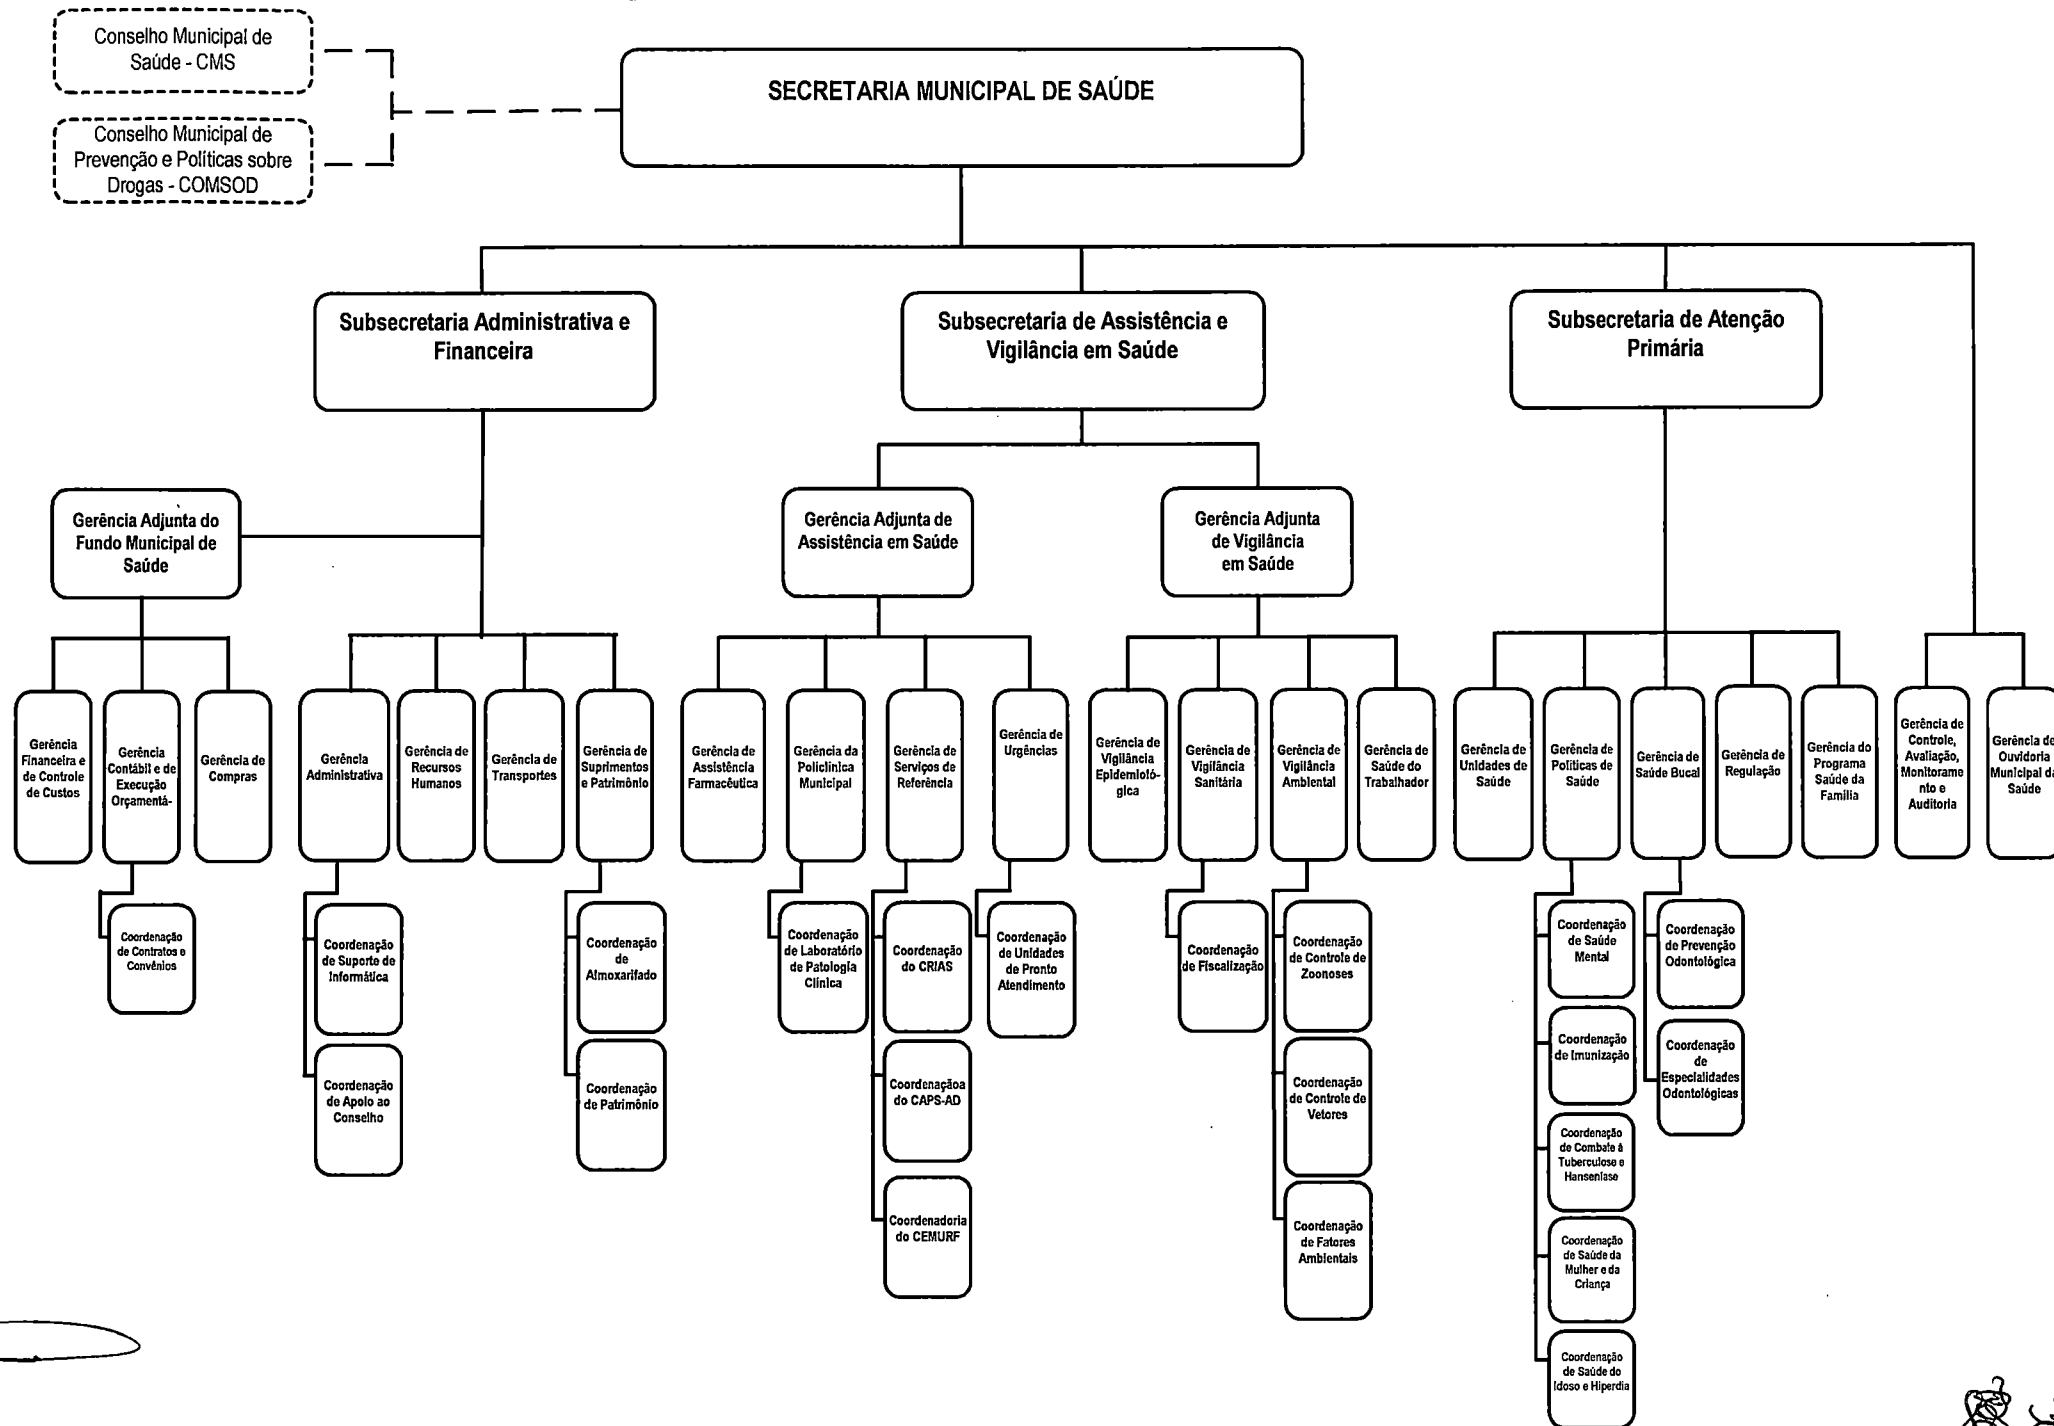 Conselho Municipal de
Saúde - CMS
Conselho Municipal de
Prevenção e Políticas sobre
Drogas - COMSOD
SECRETARIA MUNICIPAL DE SAÚDE
Subsecretaria Administrativa e
Financeira
Subsecretaria de Assistência e
Vigilância em Saúde
Subsecretaria de Atenção
Primária
Gerência Adjunta do
Fundo Municipal de
Saúde
Gerência Adjunta de
Assistência em Saúde
Gerência Adjunta
de Vigilância
em Saúde
Gerência
Financeira e
de Controle
de Custos
Gerência
Contábil e de
Execução
Orçamentá-
Gerência de
Compras
Gerência
Administrativa
Gerência de
Recursos
Humanos
Gerência de
Transportes
Gerência de
Suprimentos
e Patrimônio
Gerência de
Assistência
Farmacêutica
Gerência da
Policlínica
Municipal
Gerência de
Serviços de
Referência
Gerência de
Urgências
Gerência de
Vigilância
Epidemioló-
gica
Gerência de
Vigilância
Sanitária
Gerência de
Vigilância
Ambiental
Gerência de
Saúde do
Trabalhador
Gerência de
Unidades de
Saúde
Gerência de
Políticas de
Saúde
Gerência de
Saúde Bucal
Gerência de
Regulação
Gerência do
Programa
Saúde da
Família
Gerência de
Controle,
Avaliação,
Monitorame
nto e
Auditoria
Gerência de
Ouvidoria
Municipal da
Saúde
Coordenação
de Contratos e
Convênios
Coordenação
de Suporte de
Informática
Coordenação
de Apoio ao
Conselho
Coordenação
de
Almoxarifado
Coordenação
de Patrimônio
Coordenação
de Laboratório
de Patologia
Clínica
Coordenação
do CRIAS
Coordenaçãoa
do CAPS-AD
Coordenadoria
do CEMURF
Coordenação
de Unidades
de Pronto
Atendimento
Coordenação
de Fiscalização
Coordenação
de Controle de
Zoonoses
Coordenação
de Controle de
Vetores
Coordenação
de Fatores
Ambientais
Coordenação
de Saúde
Mental
Coordenação
de Imunização
Coordenação
de Combate à
Tuberculose e
Hanseníase
Coordenação
de Saúde da
Mulher e da
Criança
Coordenação
de Saúde do
Idoso e Hiperdia
Coordenação
de Prevenção
Odontológica
Coordenação
de
Especialidades
Odontológicas